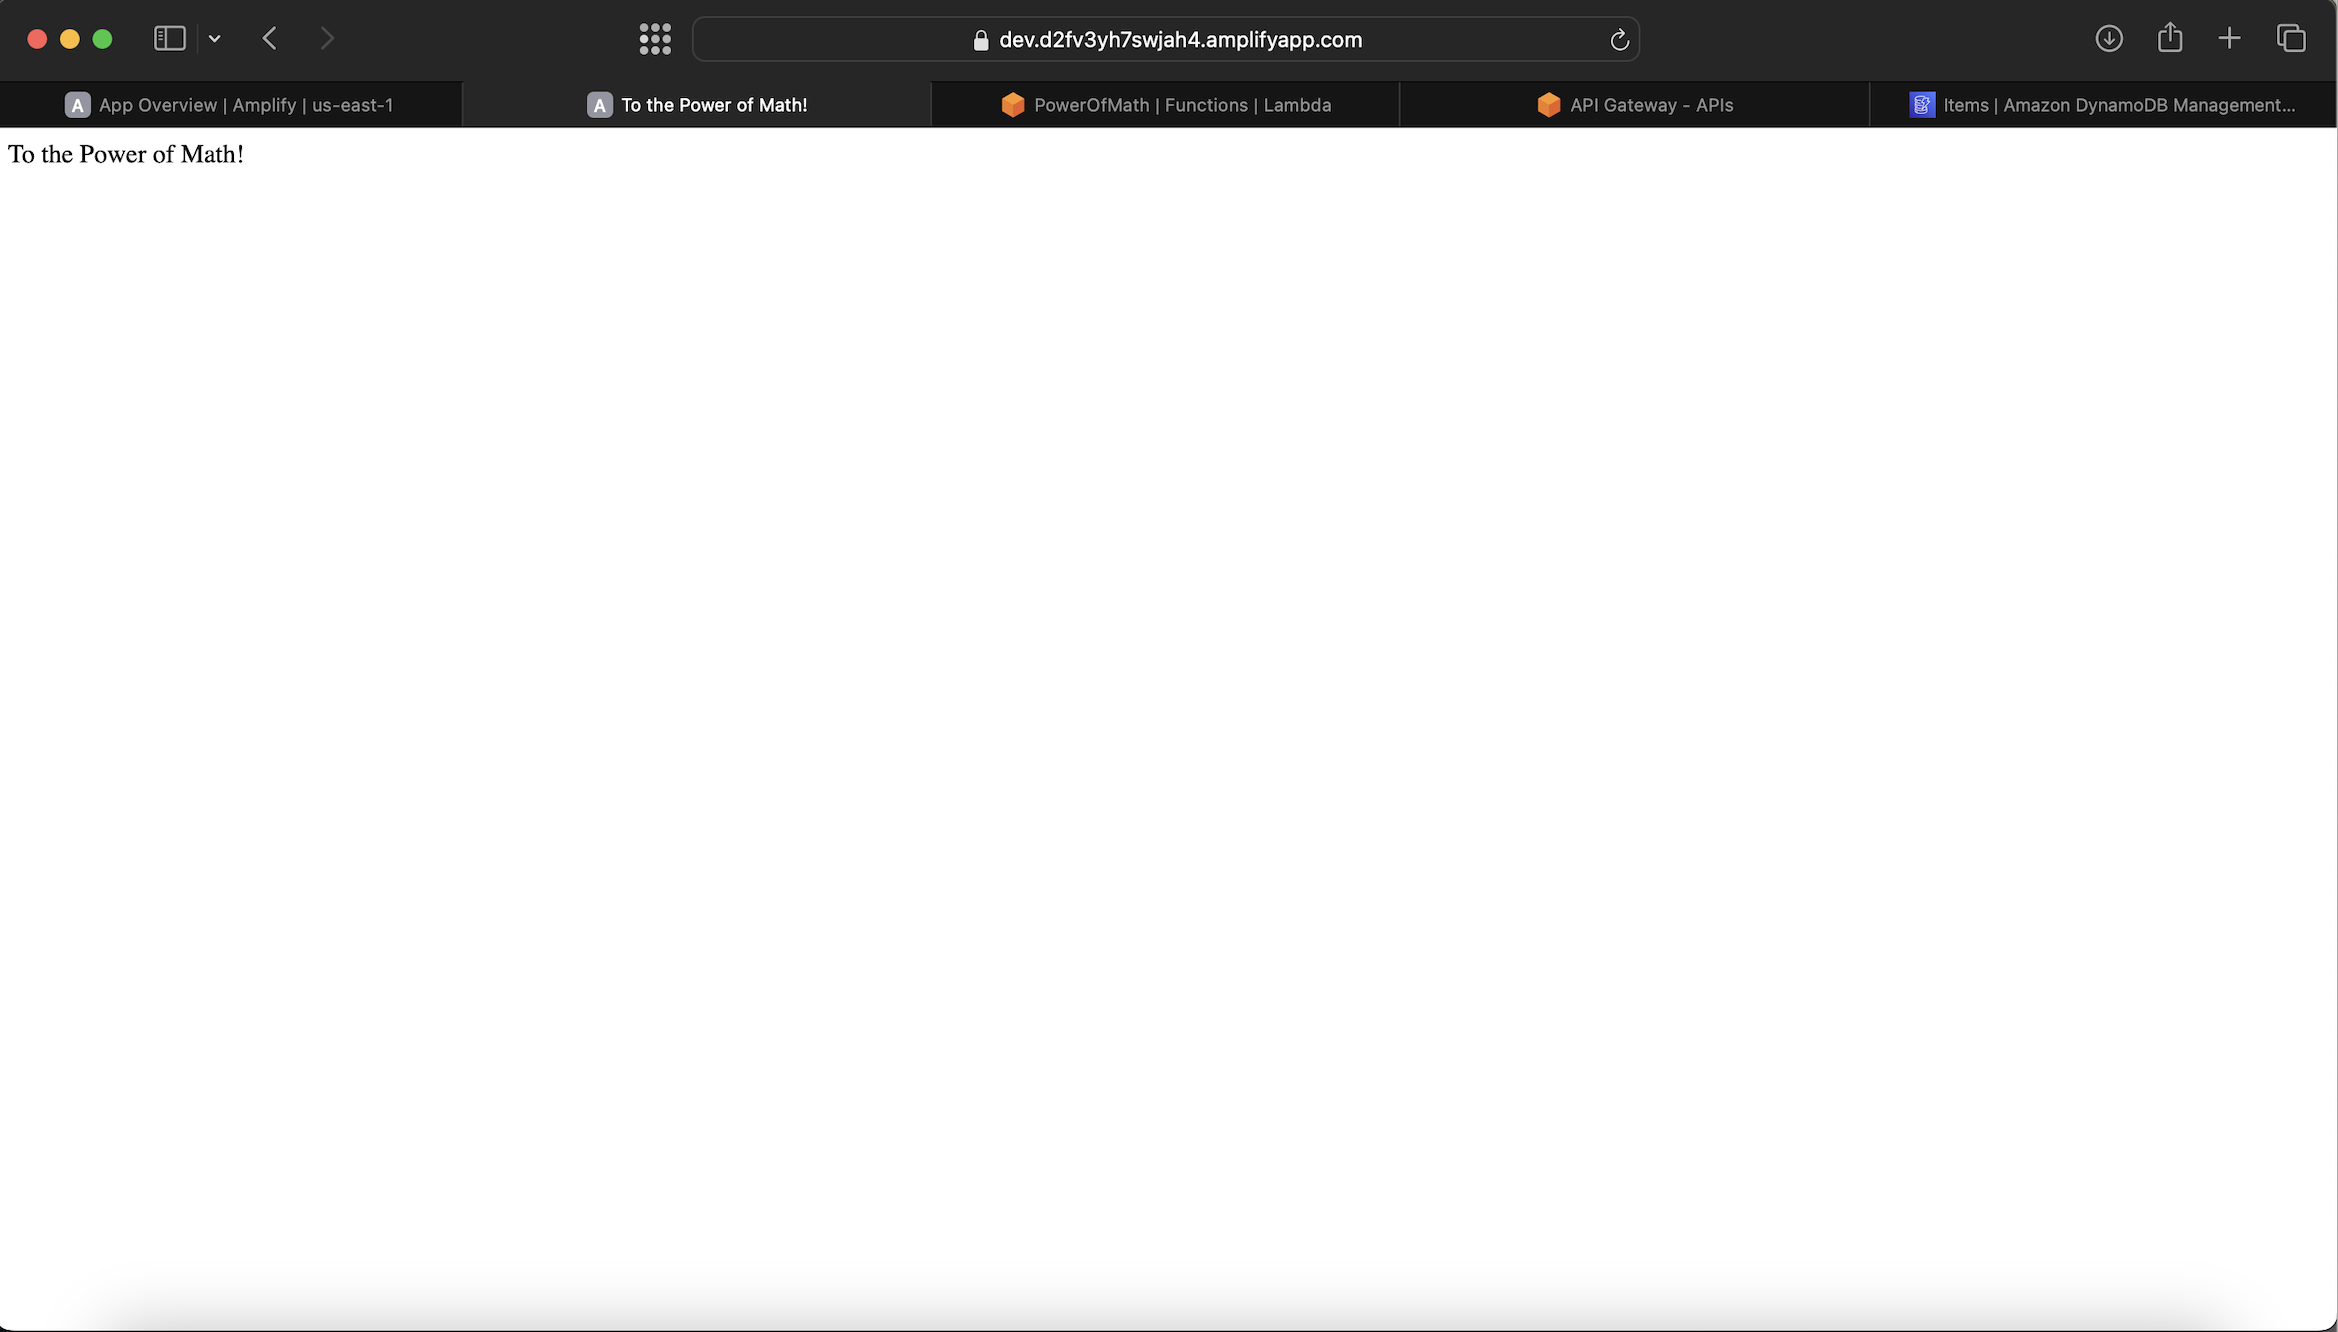 dev.d2fv3yh7swjah4.amplifyapp.com
A App Overview | Amplify | us-east-1
A To the Power of Math!
PowerOfMath | Functions | Lambda
API Gateway - APIs
Items | Amazon DynamoDB Management...
To the Power of Math!